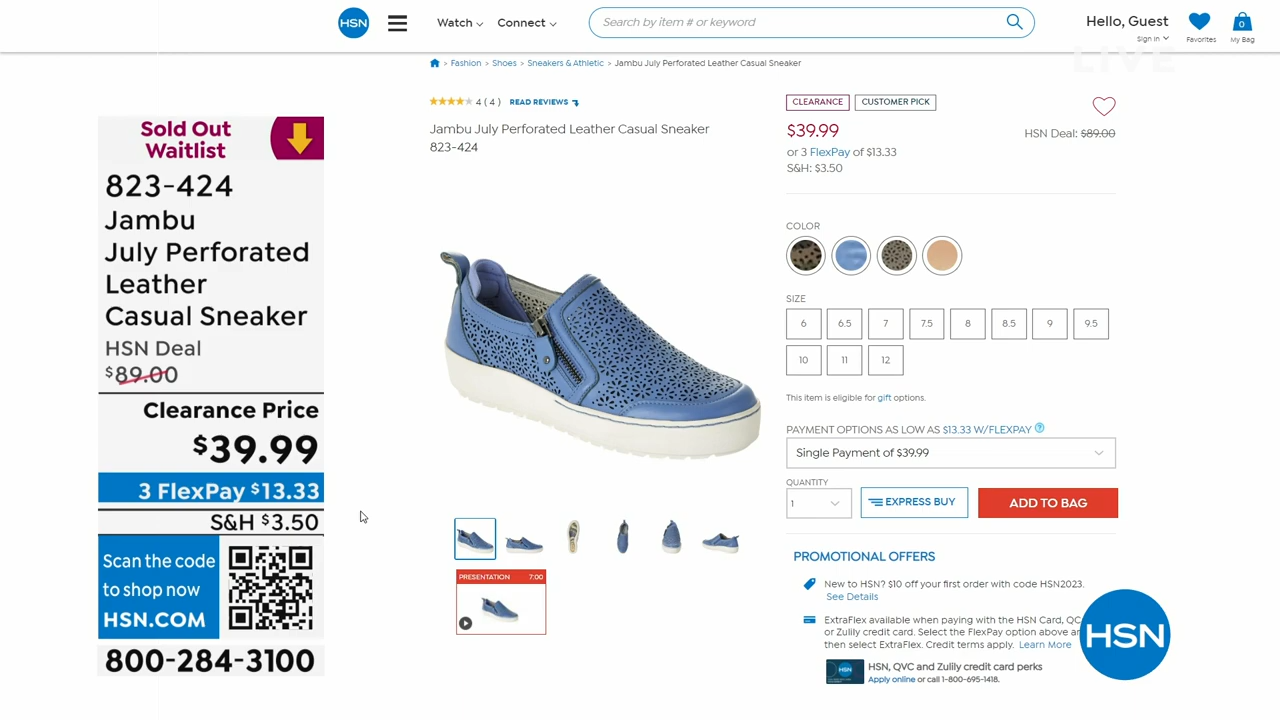 HSN
Watch
Connect
Search by item # or keyword
Hello, Guest
Sign in
Favorites
0
My Bag
LIVE
> Fashion > Shoes > Sneakers & Athletic > Jambu July Perforated Leather Casual Sneaker
4 ( 4 ) READ REVIEWS
Jambu July Perforated Leather Casual Sneaker
823-424
CLEARANCE
CUSTOMER PICK
$39.99
HSN Deal: $89.00
or 3 FlexPay of $13.33
S&H: $3.50
COLOR
SIZE
6 6.5 7 7.5 8 8.5 9 9.5
10 11 12
This item is eligible for gift options.
PAYMENT OPTIONS AS LOW AS $13.33 W/FLEXPAY ?
Single Payment of $39.99
QUANTITY
1
EXPRESS BUY
ADD TO BAG
PROMOTIONAL OFFERS
New to HSN? $10 off your first order with code HSN2023.
See Details
ExtraFlex available when paying with the HSN Card, QC
or Zulily credit card. Select the FlexPay option above
then select ExtraFlex. Credit terms apply. Learn More
HSN
HSN, QVC and Zulily credit card perks
Apply online or call 1-800-695-1418.
HSN
PRESENTATION 7:00
Sold Out
Waitlist
823-424
Jambu
July Perforated
Leather
Casual Sneaker
HSN Deal
$89.00
Clearance Price
$39.99
3 FlexPay $13.33
S&H $3.50
Scan the code
to shop now
HSN.COM
800-284-3100